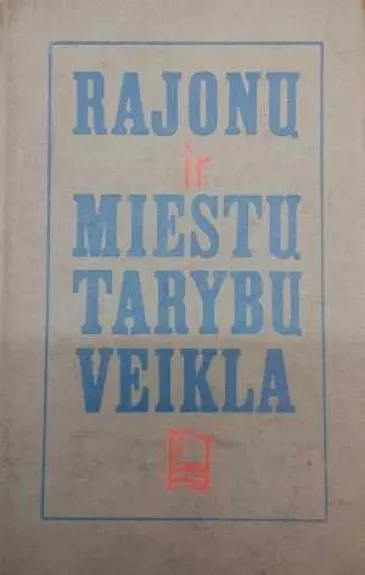 RAJONŲ
ir
MIESTŲ
TARYBŲ
VEIKLA